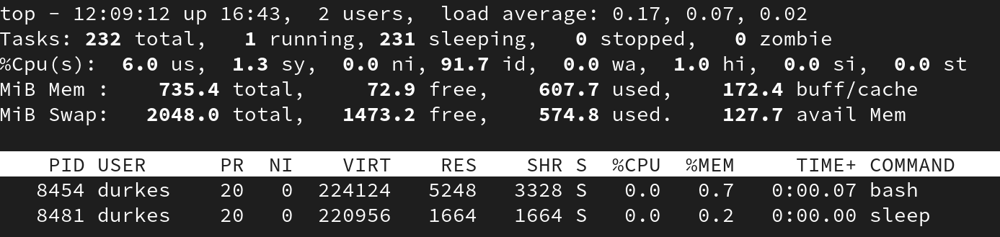 top - 12:09:12 up 16:43,  2 users,  load average: 0.17, 0.07, 0.02
Tasks: 232 total,   1 running, 231 sleeping,   0 stopped,   0 zombie
%Cpu(s):  6.0 us,  1.3 sy,  0.0 ni, 91.7 id,  0.0 wa,  1.0 hi,  0.0 si,  0.0 st
MiB Mem :    735.4 total,     72.9 free,    607.7 used,    172.4 buff/cache
MiB Swap:   2048.0 total,   1473.2 free,    574.8 used.    127.7 avail Mem
    PID USER      PR  NI    VIRT    RES    SHR S  %CPU  %MEM     TIME+ COMMAND
   8454 durkes    20   0  224124   5248   3328 S   0.0   0.7   0:00.07 bash
   8481 durkes    20   0  220956   1664   1664 S   0.0   0.2   0:00.00 sleep